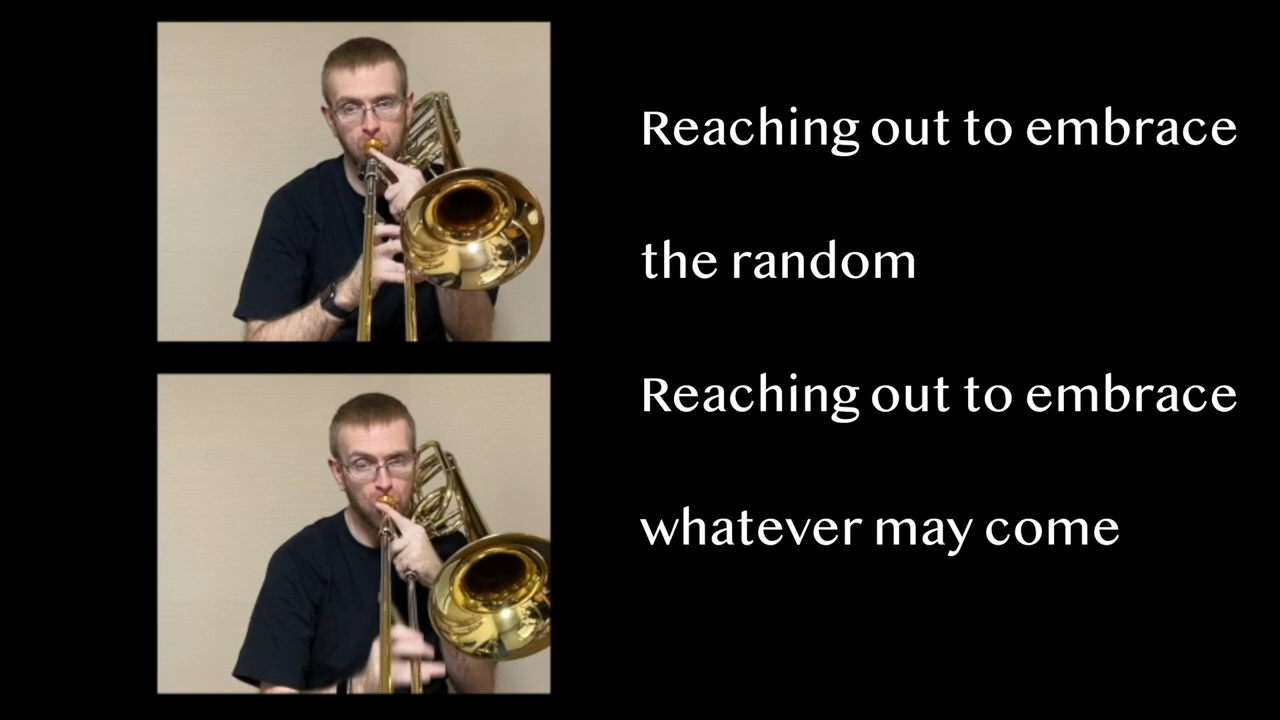 Reaching out to embrace
the random
Reaching out to embrace
whatever may come